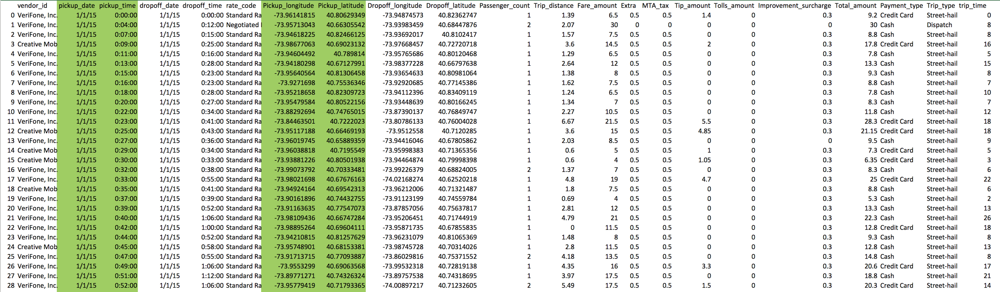 vendor_id pickup_date pickup_time dropoff_date dropoff_time rate_code Pickup_longitude Pickup_latitude Dropoff_longitude Dropoff_latitude Passenger_count Trip_distance Fare_amount Extra MTA_tax Tip_amount Tolls_amount Improvement_surcharge Total_amount Payment_type Trip_type trip_time
0 VeriFone, Inc. 1/1/15 0:00:00 1/1/15 0:00:00 Standard Ra -73.96141815 40.80629349 -73.94874573 40.82362747 1 1.39 6.5 0.5 0.5 1.4 0 0.3 9.2 Credit Card Street-hail 0
1 VeriFone, Inc. 1/1/15 0:04:00 1/1/15 0:12:00 Negotiated -73.95713043 40.66305542 -73.93983459 40.68447876 2 2.07 30 0 0 0 0 0 30 Cash Dispatch 8
2 VeriFone, Inc. 1/1/15 0:07:00 1/1/15 0:15:00 Standard Ra -73.94618225 40.82466125 -73.93692017 40.8102417 1 1.57 7.5 0.5 0.5 0 0 0.3 8.8 Cash Street-hail 8
3 Creative Mob 1/1/15 0:09:00 1/1/15 0:25:00 Standard Ra -73.98677063 40.69023132 -73.97668457 40.72720718 1 3.6 14.5 0.5 0.5 2 0 0.3 17.8 Credit Card Street-hail 16
4 VeriFone, Inc. 1/1/15 0:11:00 1/1/15 0:16:00 Standard Ra -73.94604492 40.789814 -73.95765686 40.80120468 1 1.29 6.5 0.5 0.5 0 0 0.3 7.8 Cash Street-hail 5
5 VeriFone, Inc. 1/1/15 0:13:00 1/1/15 0:28:00 Standard Ra -73.94180298 40.67127991 -73.98377228 40.66797638 1 2.64 12 0.5 0.5 0 0 0.3 13.3 Cash Street-hail 15
6 VeriFone, Inc. 1/1/15 0:15:00 1/1/15 0:23:00 Standard Ra -73.95640564 40.81306458 -73.93654633 40.80981064 1 1.38 8 0.5 0.5 0 0 0.3 9.3 Cash Street-hail 8
7 VeriFone, Inc. 1/1/15 0:16:00 1/1/15 0:23:00 Standard Ra -73.9271698 40.75536346 -73.92920685 40.77145386 1 1.62 7.5 0.5 0.5 0 0 0.3 8.8 Cash Street-hail 7
8 VeriFone, Inc. 1/1/15 0:18:00 1/1/15 0:28:00 Standard Ra -73.95218658 40.82309723 -73.94112396 40.83409119 1 1.24 6.5 0.5 0.5 0 0 0.3 7.8 Cash Street-hail 10
9 VeriFone, Inc. 1/1/15 0:20:00 1/1/15 0:27:00 Standard Ra -73.95479584 40.80522156 -73.93448639 40.80166245 1 1.34 7 0.5 0.5 0 0 0.3 8.3 Cash Street-hail 7
10 VeriFone, Inc. 1/1/15 0:22:00 1/1/15 0:34:00 Standard Ra -73.88292694 40.74765015 -73.87390137 40.76849747 1 2.27 10.5 0.5 0.5 0 0 0.3 11.8 Cash Street-hail 12
11 VeriFone, Inc. 1/1/15 0:23:00 1/1/15 0:41:00 Standard Ra -73.84463501 40.7222023 -73.80786133 40.76004028 1 6.67 21.5 0.5 0.5 5.5 0 0.3 28.3 Credit Card Street-hail 18
12 Creative Mob 1/1/15 0:25:00 1/1/15 0:43:00 Standard Ra -73.95117188 40.66469193 -73.9512558 40.7120285 1 3.6 15 0.5 0.5 4.85 0 0.3 21.15 Credit Card Street-hail 18
13 VeriFone, Inc. 1/1/15 0:27:00 1/1/15 0:36:00 Standard Ra -73.96019745 40.65889359 -73.94416046 40.67805862 1 2.03 8.5 0.5 0.5 0 0 0 9.5 Cash Street-hail 9
14 Creative Mob 1/1/15 0:29:00 1/1/15 0:34:00 Standard Ra -73.96038818 40.7195549 -73.95998383 40.71365356 1 0.6 5 0.5 0.5 1 0 0.3 7.3 Credit Card Street-hail 5
15 Creative Mob 1/1/15 0:30:00 1/1/15 0:33:00 Standard Ra -73.93881226 40.80501938 -73.94464874 40.79998398 1 0.6 4 0.5 0.5 1.05 0 0.3 6.35 Credit Card Street-hail 3
16 VeriFone, Inc. 1/1/15 0:32:00 1/1/15 0:38:00 Standard Ra -73.99073792 40.70333481 -73.99226379 40.68824005 2 1.37 7 0.5 0.5 0 0 0.3 8.3 Cash Street-hail 6
17 VeriFone, Inc. 1/1/15 0:33:00 1/1/15 0:55:00 Standard Ra -73.98021698 40.67676163 -74.02168274 40.62520218 1 4.8 19 0.5 0.5 4.7 0 0.3 25 Credit Card Street-hail 22
18 Creative Mob 1/1/15 0:35:00 1/1/15 0:41:00 Standard Ra -73.94924164 40.69542313 -73.96212006 40.71321487 1 1.8 7.5 0.5 0.5 0 0 0.3 8.8 Cash Street-hail 6
19 VeriFone, Inc. 1/1/15 0:37:00 1/1/15 0:39:00 Standard Ra -73.90161896 40.74432755 -73.91123199 40.74559784 1 0.69 4 0.5 0.5 0 0 0.3 5.3 Cash Street-hail 2
20 VeriFone, Inc. 1/1/15 0:39:00 1/1/15 0:52:00 Standard Ra -73.91163635 40.77547073 -73.87857056 40.75637817 1 2.81 12 0.5 0.5 0 0 0.3 13.3 Cash Street-hail 13
21 VeriFone, Inc. 1/1/15 0:40:00 1/1/15 1:06:00 Standard Ra -73.98109436 40.66747284 -73.95206451 40.71744919 1 4.79 21 0.5 0.5 0 0 0.3 22.3 Cash Street-hail 26
22 VeriFone, Inc. 1/1/15 0:42:00 1/1/15 1:00:00 Standard Ra -73.98895264 40.69604111 -73.95871735 40.67855835 1 0 11.5 0.5 0.5 0 0 0.3 12.8 Credit Card Street-hail 18
23 VeriFone, Inc. 1/1/15 0:44:00 1/1/15 0:52:00 Standard Ra -73.94210815 40.81257629 -73.96231079 40.81065369 1 1.48 8 0.5 0.5 0 0 0.3 9.3 Cash Street-hail 8
24 Creative Mob 1/1/15 0:45:00 1/1/15 0:58:00 Standard Ra -73.95748901 40.68153381 -73.98745728 40.70314026 1 2.8 11.5 0.5 0.5 0 0 0.3 12.8 Cash Street-hail 13
25 VeriFone, Inc. 1/1/15 0:47:00 1/1/15 0:55:00 Standard Ra -73.91713715 40.77093887 -73.86029816 40.75371552 2 4.18 13.5 0.5 0.5 0 0 0.3 14.8 Cash Street-hail 8
26 VeriFone, Inc. 1/1/15 0:49:00 1/1/15 1:06:00 Standard Ra -73.9553299 40.69063568 -73.99532318 40.72819138 1 4.35 16 0.5 0.5 3.3 0 0.3 20.6 Credit Card Street-hail 17
27 VeriFone, Inc. 1/1/15 0:51:00 1/1/15 1:12:00 Standard Ra -73.89771271 40.74326324 -73.89757538 40.74318695 1 3.97 17.5 0.5 0.5 0 0 0.3 18.8 Cash Street-hail 21
28 VeriFone, Inc. 1/1/15 0:52:00 1/1/15 1:06:00 Standard Ra -73.95779419 40.71793365 -74.00897217 40.71232605 2 5.49 17.5 0.5 0.5 1.5 0 0.3 20.3 Credit Card Street-hail 14